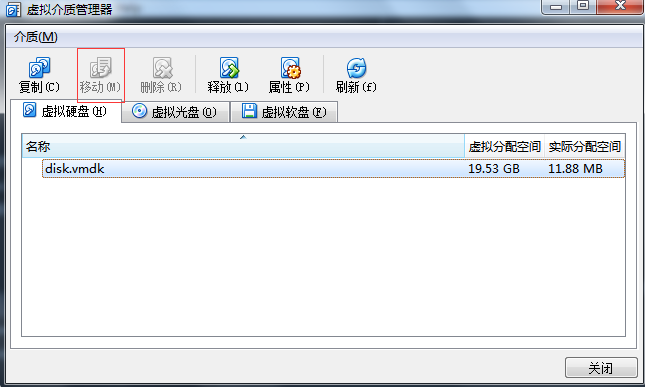 虚拟介质管理器
介质(M)
复制(C) 移动(M) 删除(R) 释放(l) 属性(P) 刷新(f)
虚拟硬盘(H) 虚拟光盘(O) 虚拟软盘(F)
名称 虚拟分配空间 实际分配空间
disk.vmdk 19.53 GB 11.88 MB
关闭